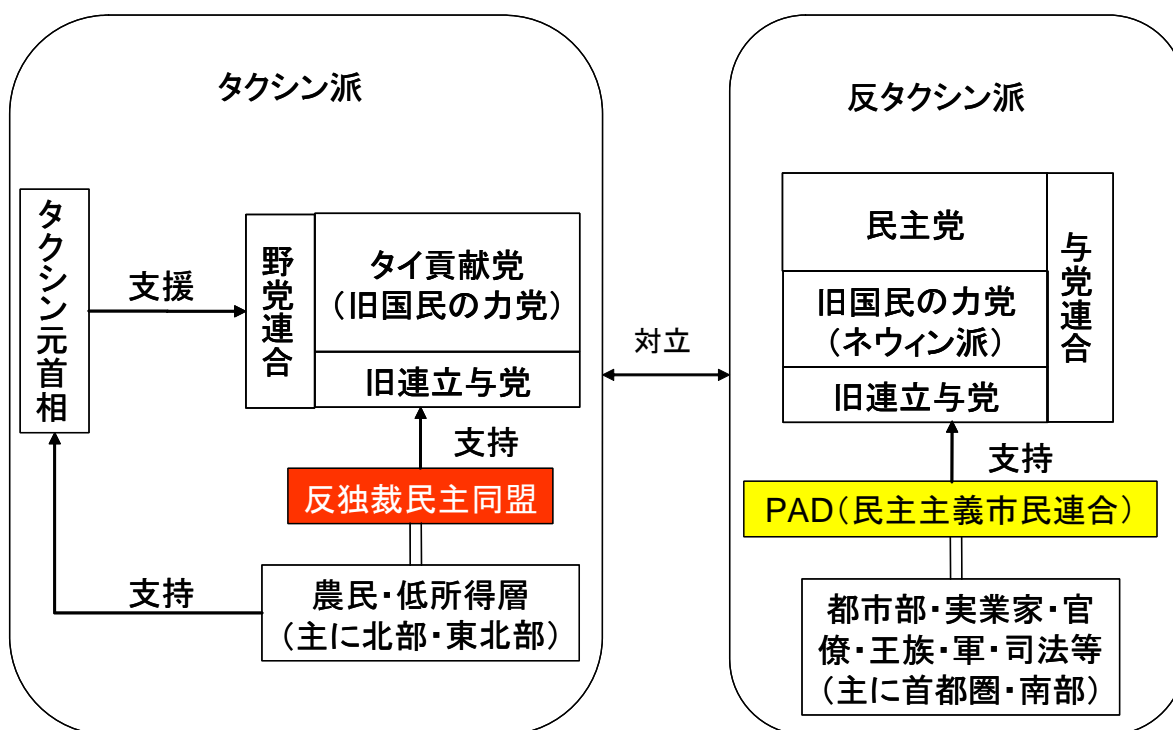 タクシン派
タクシン元首相
支援
野党連合
タイ貢献党
（旧国民の力党）
旧連立与党
支持
反独裁民主同盟
支持
農民・低所得層
（主に北部・東北部）
対立
反タクシン派
民主党
旧国民の力党
（ネウィン派）
旧連立与党
与党連合
支持
PAD（民主主義市民連合）
都市部・実業家・官
僚・王族・軍・司法等
（主に首都圏・南部）